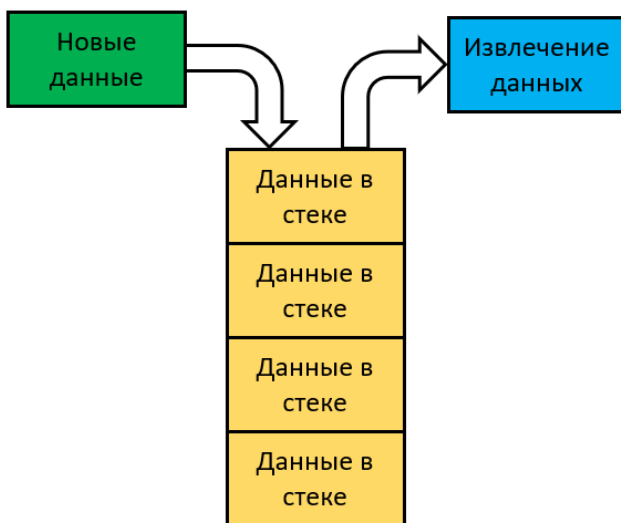 Новые
данные
Извлечение
данных
Данные в
стеке
Данные в
стеке
Данные в
стеке
Данные в
стеке